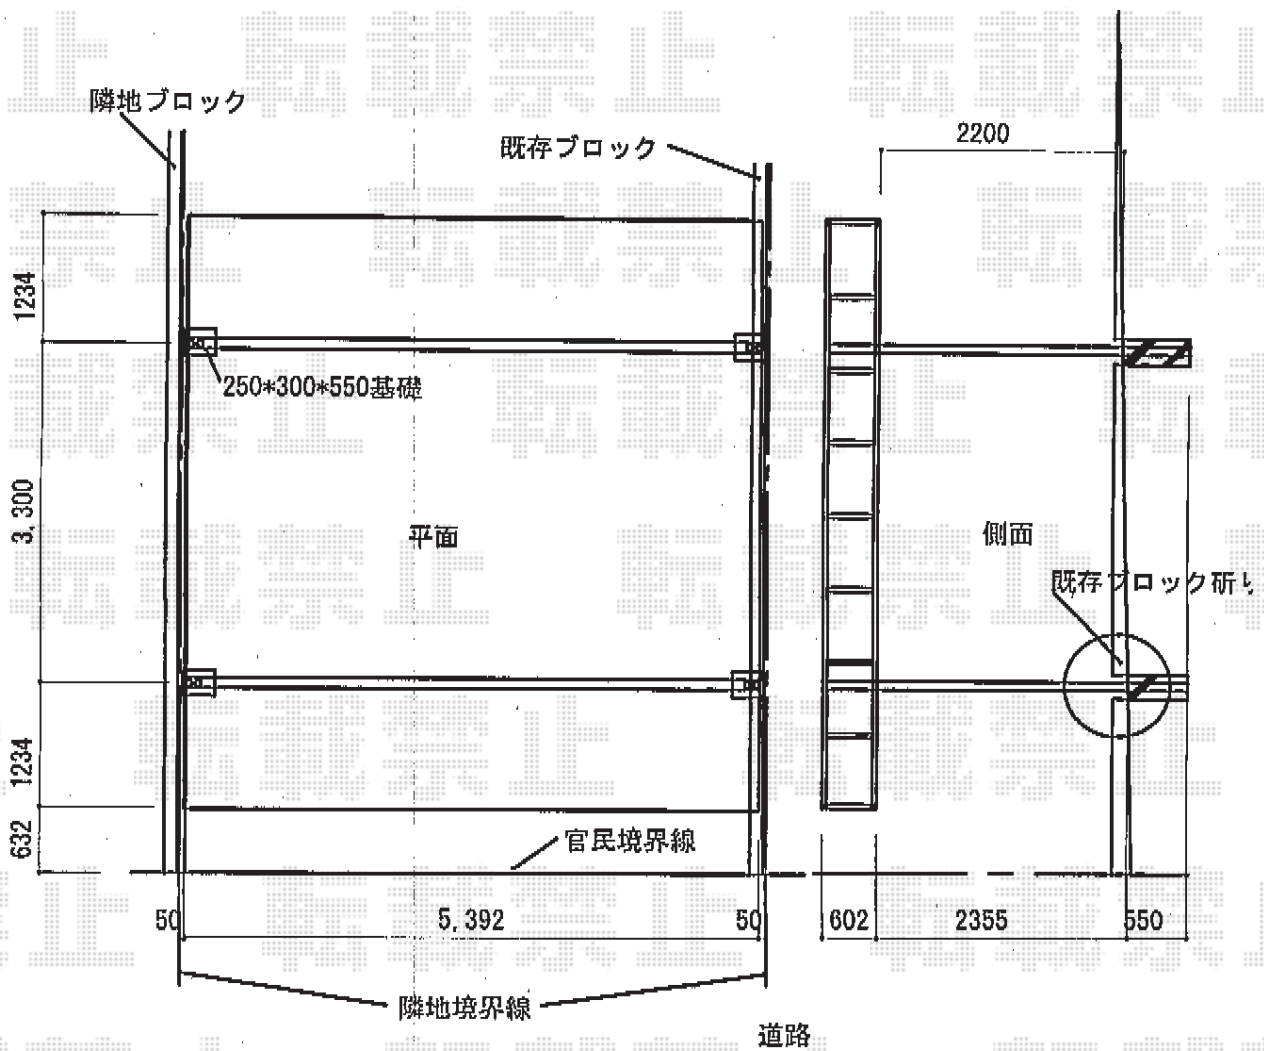 転載禁止
隣地ブロック
既存ブロック
2200
1234
250*300*550基礎
3,300
平面
側面
既存ブロック斫り
1234
632
官民境界線
50
5,392
50
602
2355
550
隣地境界線
道路